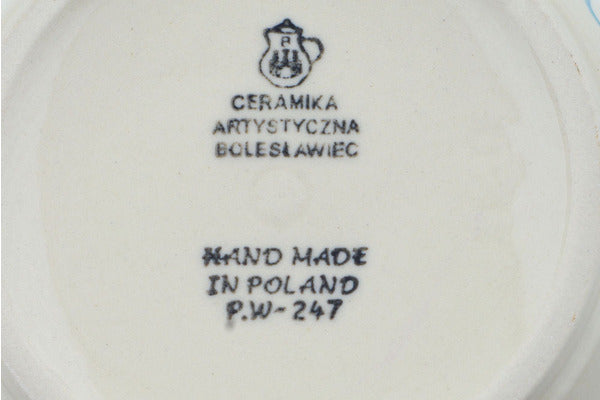 CERAMIKA
ARTYSTYCZNA
BOLESŁAWIEC
HAND MADE
IN POLAND
P.W-247